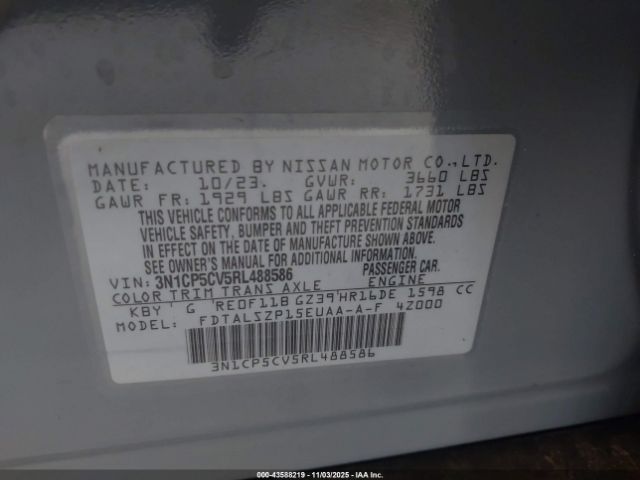 MANUFACTURED BY NISSAN MOTOR CO.,LTD.
DATE: 10/23. GVWR: 3660 LBS
GAWR FR: 1929 LBS GAWR RR: 1731 LBS
THIS VEHICLE CONFORMS TO ALL APPLICABLE FEDERAL MOTOR
VEHICLE SAFETY, BUMPER AND THEFT PREVENTION STANDARDS
IN EFFECT ON THE DATE OF MANUFACTURE SHOWN ABOVE.
SEE OWNER'S MANUAL FOR ADDITIONAL INFORMATION.
VIN: 3N1CP5CV5RL488586 PASSENGER CAR.
COLOR TRIM TRANS AXLE ENGINE
KBY G RE0F11B GZ39 HR16DE 1598 CC
MODEL: FDTALSZP15EUAA-A-F 4Z000
3N1CP5CV5RL488586
000-43588219 | 11/03/2025 - IAA, Inc.